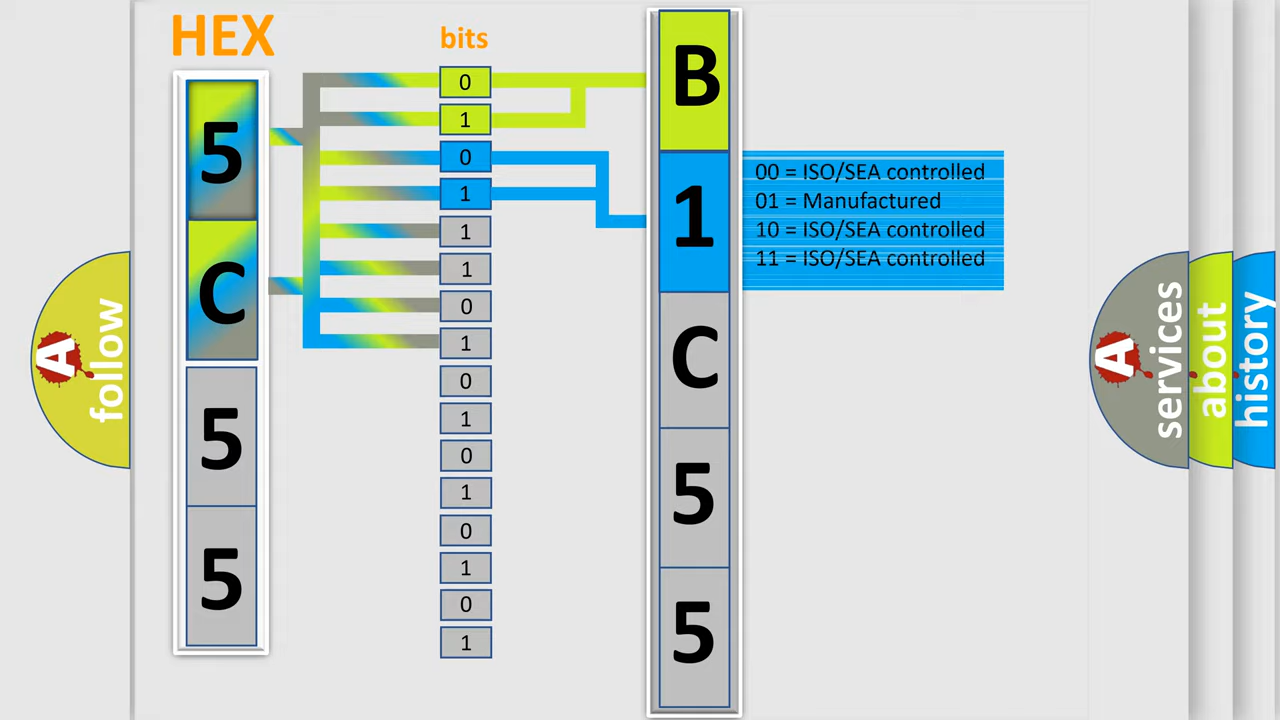 HEX
bits
5
C
5
5
0
1
0
1
1
1
0
1
0
1
0
1
0
1
0
1
B
1
C
5
5
00 = ISO/SEA controlled
01 = Manufactured
10 = ISO/SEA controlled
11 = ISO/SEA controlled
A
follow
A
services
about
history